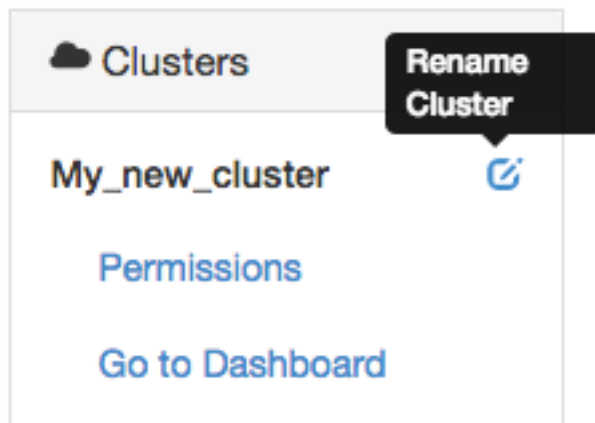 Clusters
Rename
Cluster
My_new_cluster
Permissions
Go to Dashboard